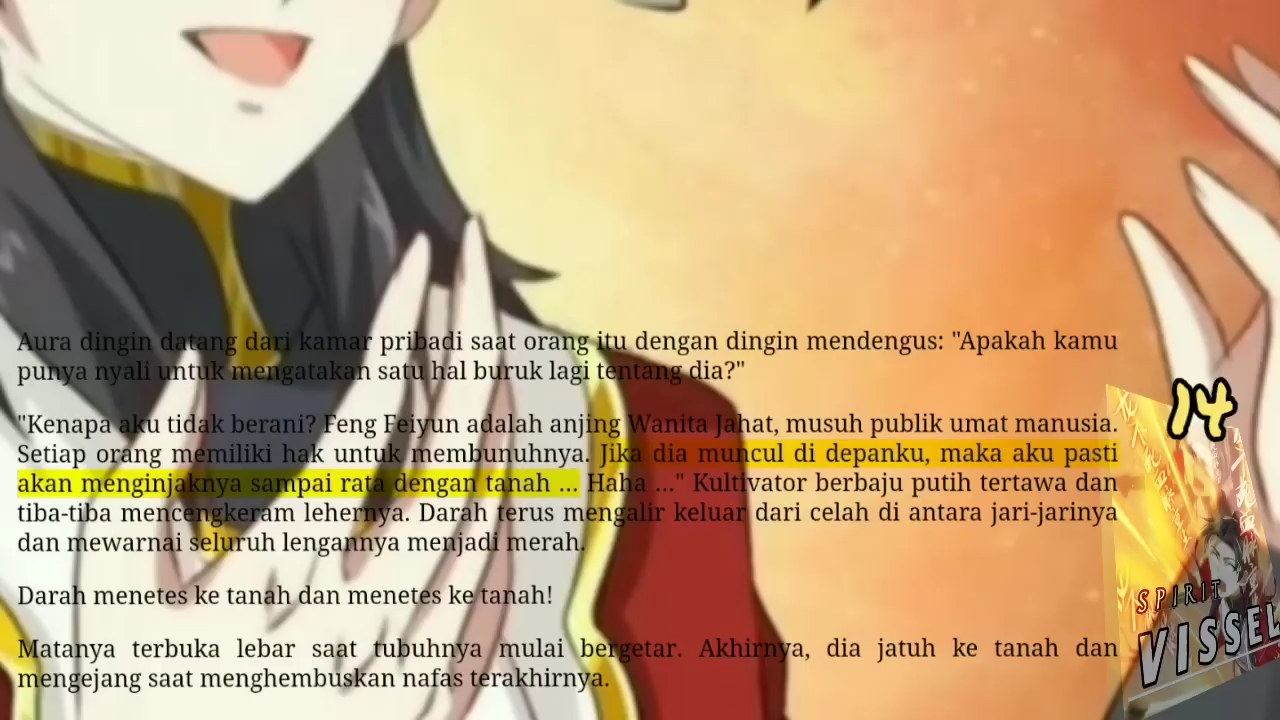 Aura dingin datang dari kamar pribadi saat orang itu dengan dingin mendengus: "Apakah kamu
punya nyali untuk mengatakan satu hal buruk lagi tentang dia?"
"Kenapa aku tidak berani? Feng Feiyun adalah anjing Wanita Jahat, musuh publik umat manusia.
Setiap orang memiliki hak untuk membunuhnya. Jika dia muncul di depanku, maka aku pasti
akan menginjaknya sampai rata dengan tanah ... Haha ..." Kultivator berbaju putih tertawa dan
tiba-tiba mencengkeram lehernya. Darah terus mengalir keluar dari celah di antara jari-jarinya
dan mewarnai seluruh lengannya menjadi merah.
Darah menetes ke tanah dan menetes ke tanah!
Matanya terbuka lebar saat tubuhnya mulai bergetar. Akhirnya, dia jatuh ke tanah dan
mengejang saat menghembuskan nafas terakhirnya.
14
SPIRIT
VISSEL